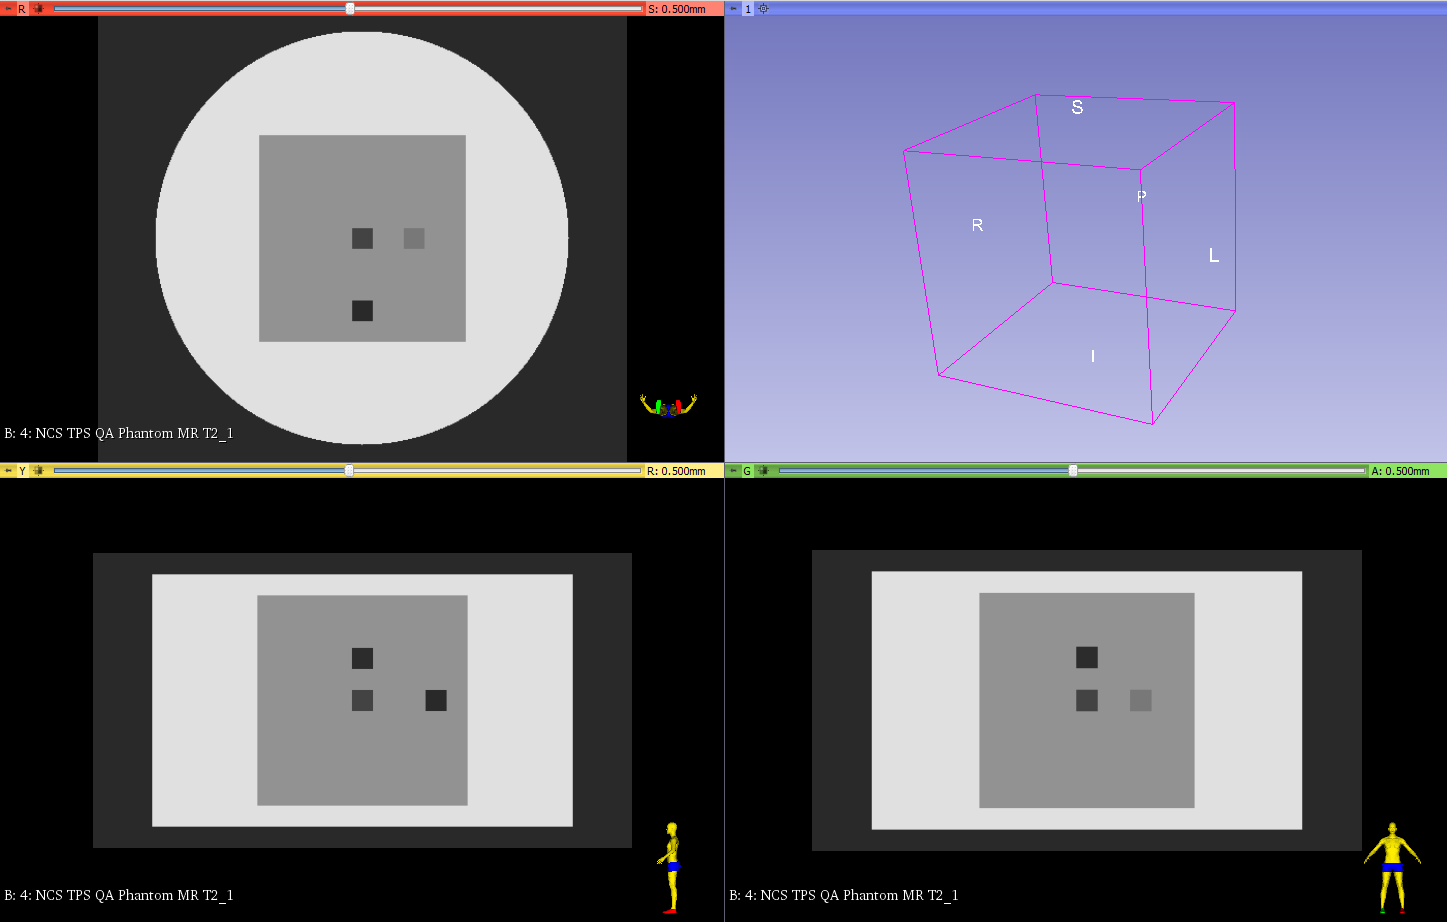 R S: 0.500mm
1
S
P
R
L
I
B: 4: NCS TPS QA Phantom MR T2_1
Y R: 0.500mm
G A: 0.500mm
B: 4: NCS TPS QA Phantom MR T2_1
B: 4: NCS TPS QA Phantom MR T2_1